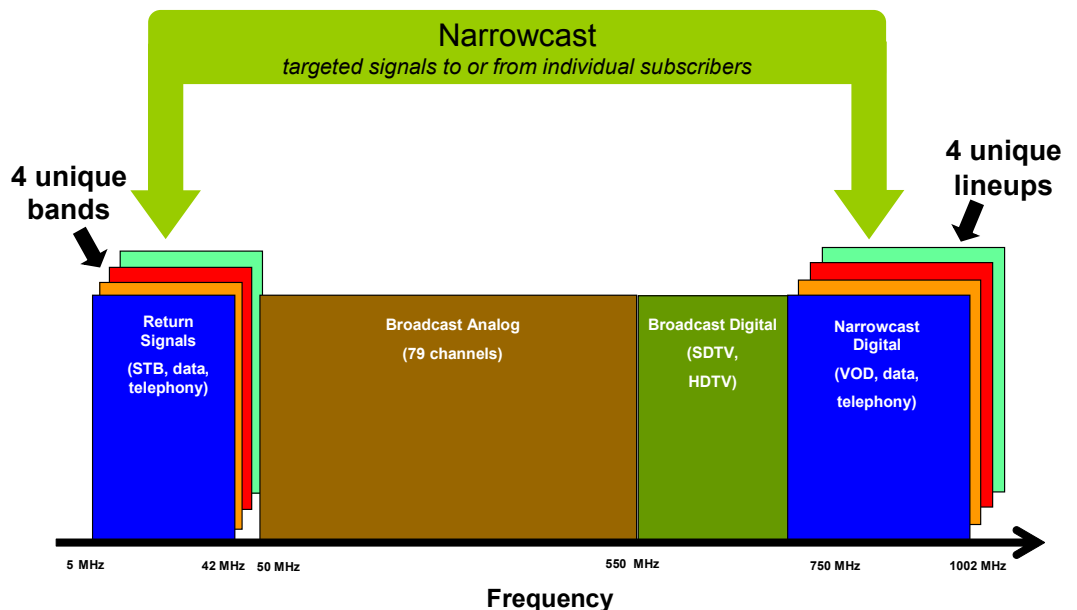 Narrowcast
targeted signals to or from individual subscribers
4 unique
bands
4 unique
lineups
Return
Signals
(STB, data,
telephony)
Broadcast Analog
(79 channels)
Broadcast Digital
(SDTV,
HDTV)
Narrowcast
Digital
(VOD, data,
telephony)
5 MHz
42 MHz
50 MHz
550 MHz
750 MHz
1002 MHz
Frequency